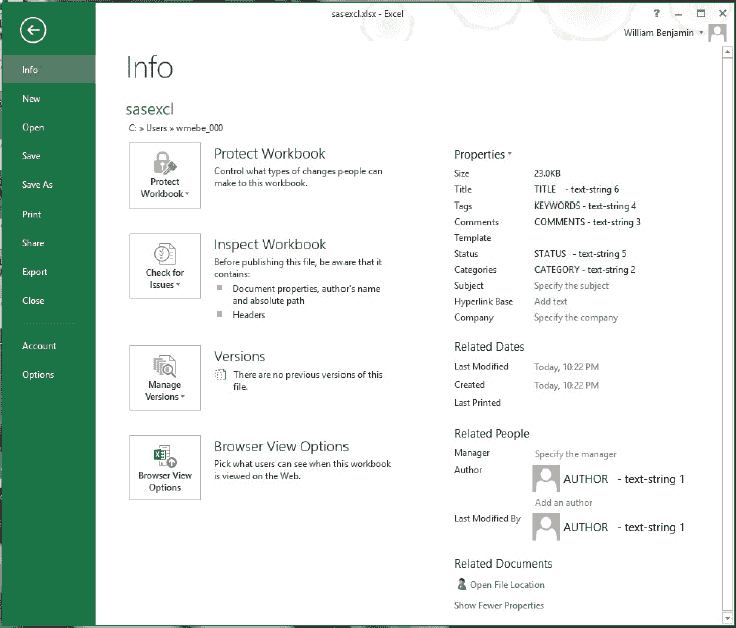 sasexcl.xlsx - Excel
?
William Benjamin
Info
New
Open
Save
Save As
Print
Share
Export
Close
Account
Options
Info
sasexcl
C: » Users » wmebe_000
Protect
Workbook
Protect Workbook
Control what types of changes people can
make to this workbook.
Check for
Issues
Inspect Workbook
Before publishing this file, be aware that it
contains:
Document properties, author's name
and absolute path
Headers
Manage
Versions
Versions
There are no previous versions of this
file.
Browser View
Options
Browser View Options
Pick what users can see when this workbook
is viewed on the Web.
Properties
Size 23.0KB
Title TITLE - text-string 6
Tags KEYWORDS - text-string 4
Comments COMMENTS - text-string 3
Template
Status STATUS - text-string 5
Categories CATEGORY - text-string 2
Subject Specify the subject
Hyperlink Base Add text
Company Specify the company
Related Dates
Last Modified Today, 10:22 PM
Created Today, 10:22 PM
Last Printed
Related People
Manager Specify the manager
Author AUTHOR - text-string 1
Add an author
Last Modified By AUTHOR - text-string 1
Related Documents
Open File Location
Show Fewer Properties